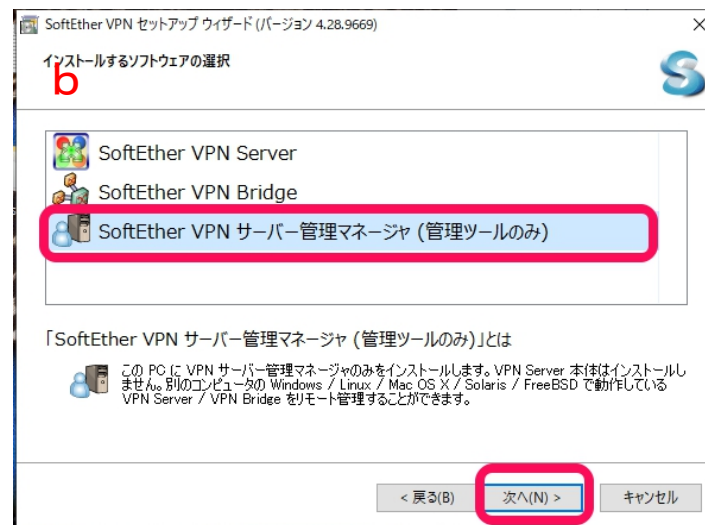 SoftEther VPN セットアップ ウィザード (バージョン 4.28.9669)
インストールするソフトウェアの選択
b
SoftEther VPN Server
SoftEther VPN Bridge
SoftEther VPN サーバー管理マネージャ (管理ツールのみ)
「SoftEther VPN サーバー管理マネージャ (管理ツールのみ)」とは
この PC に VPN サーバー管理マネージャのみをインストールします。VPN Server 本体はインストールし
ません。別のコンピュータの Windows / Linux / Mac OS X / Solaris / FreeBSD で動作している
VPN Server / VPN Bridge をリモート管理することができます。
< 戻る(B) 次へ(N) > キャンセル